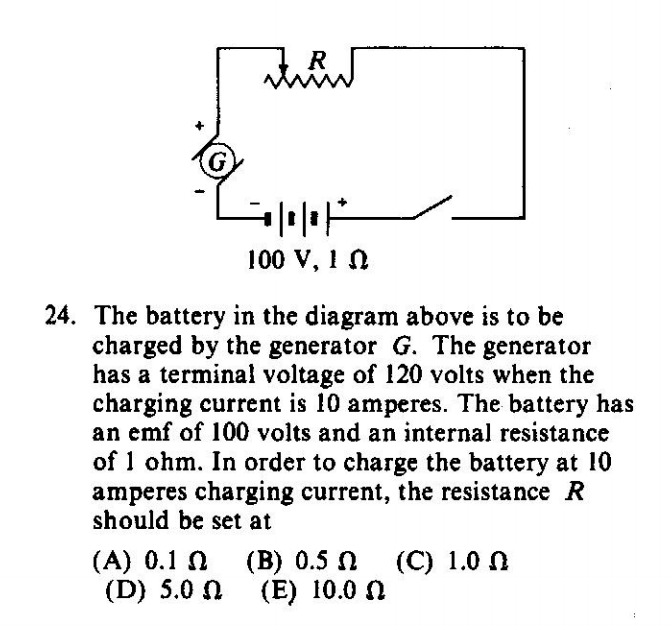 R
+
G
-
- +
100 V, 1 Ω
24. The battery in the diagram above is to be
charged by the generator G. The generator
has a terminal voltage of 120 volts when the
charging current is 10 amperes. The battery has
an emf of 100 volts and an internal resistance
of 1 ohm. In order to charge the battery at 10
amperes charging current, the resistance R
should be set at
(A) 0.1 Ω (B) 0.5 Ω (C) 1.0 Ω
(D) 5.0 Ω (E) 10.0 Ω